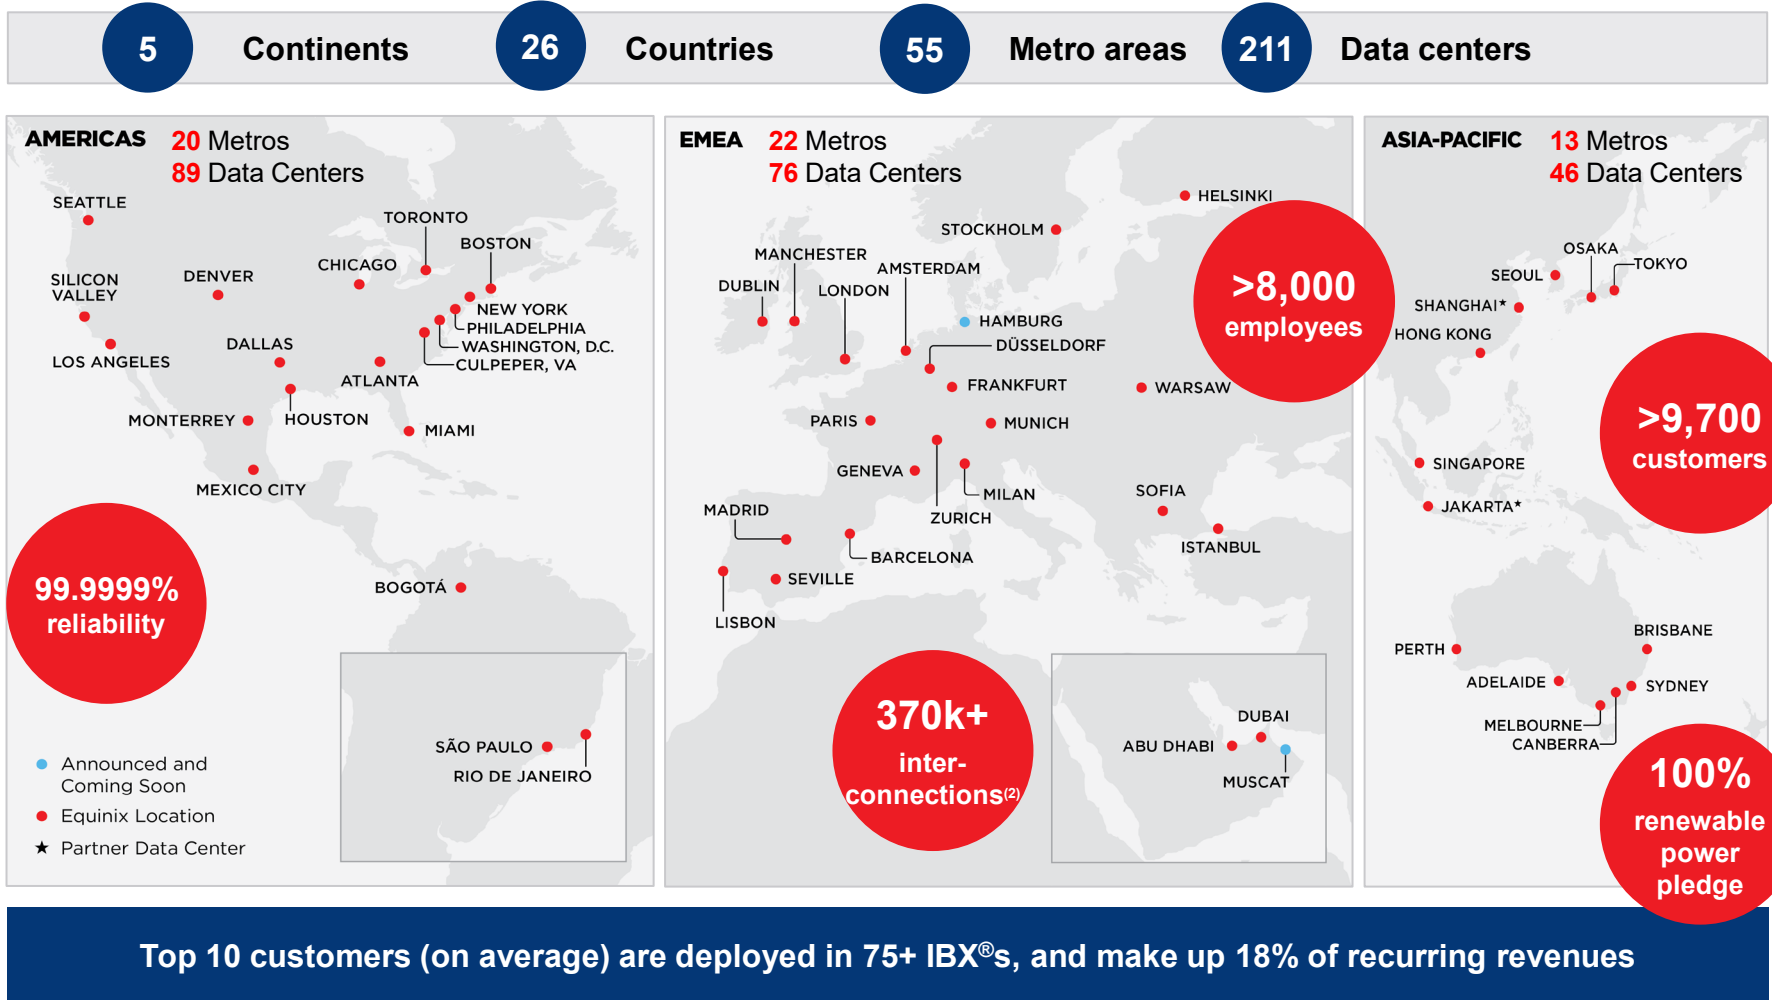 5 Continents 26 Countries 55 Metro areas 211 Data centers
AMERICAS 20 Metros
89 Data Centers
SEATTLE
TORONTO
BOSTON
CHICAGO
SILICON
VALLEY
DENVER
NEW YORK
PHILADELPHIA
WASHINGTON, D.C.
CULPEPER, VA
LOS ANGELES
DALLAS
ATLANTA
MONTERREY
HOUSTON
MIAMI
MEXICO CITY
99.9999%
reliability
BOGOTÁ
SÃO PAULO
RIO DE JANEIRO
Announced and
Coming Soon
Equinix Location
★ Partner Data Center
EMEA 22 Metros
76 Data Centers
HELSINKI
STOCKHOLM
MANCHESTER
AMSTERDAM
DUBLIN
LONDON
HAMBURG
DÜSSELDORF
FRANKFURT
WARSAW
PARIS
MUNICH
GENEVA
MILAN
ZURICH
SOFIA
MADRID
ISTANBUL
BARCELONA
SEVILLE
LISBON
>8,000
employees
370k+
inter-
connections(2)
DUBAI
ABU DHABI
MUSCAT
ASIA-PACIFIC 13 Metros
46 Data Centers
OSAKA
TOKYO
SEOUL
SHANGHAI★
HONG KONG
>9,700
customers
SINGAPORE
JAKARTA★
BRISBANE
PERTH
ADELAIDE
SYDNEY
MELBOURNE
CANBERRA
100%
renewable
power
pledge
Top 10 customers (on average) are deployed in 75+ IBX®s, and make up 18% of recurring revenues